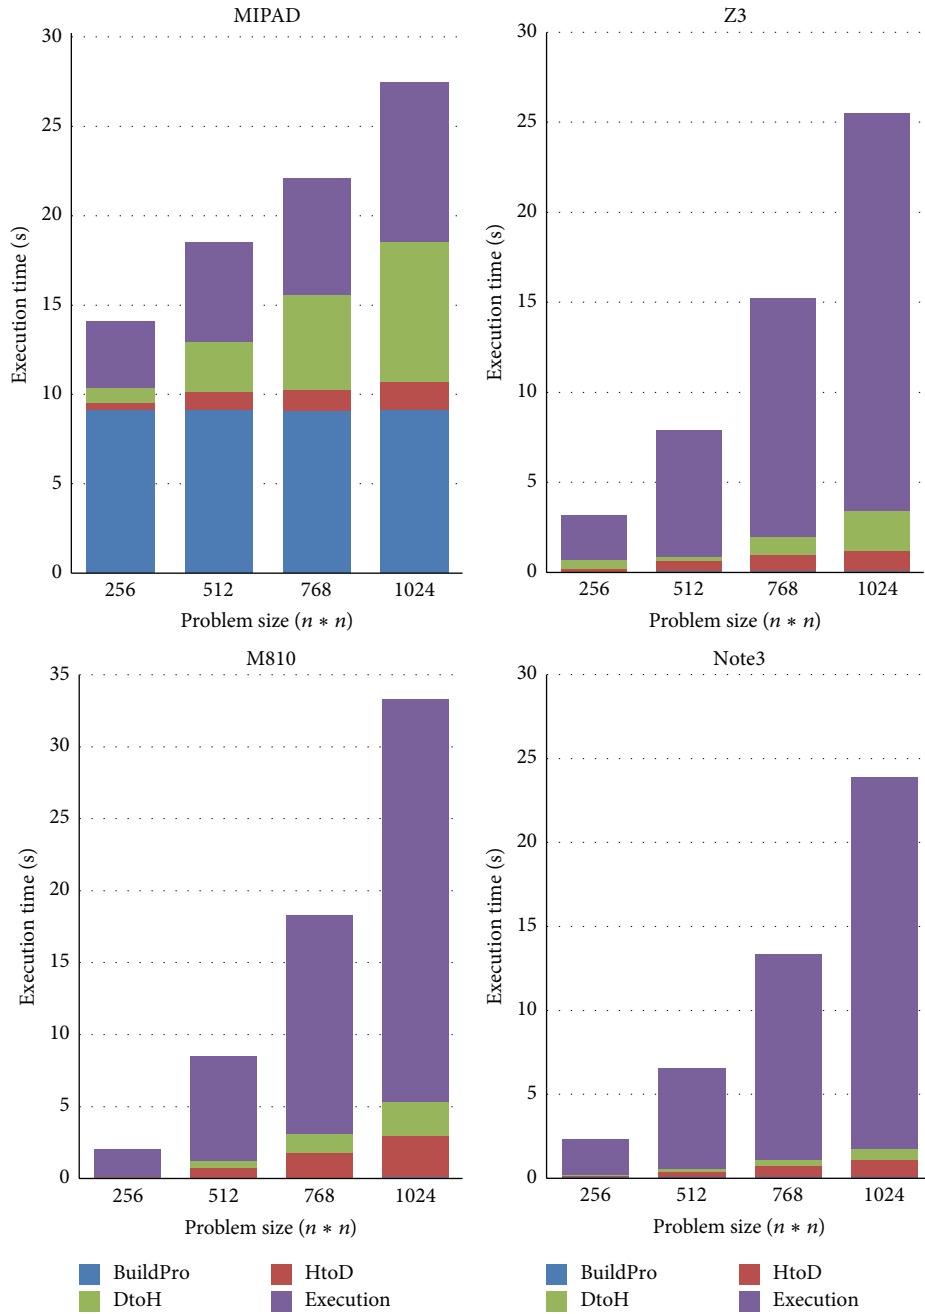 MIPAD
30
25
20
15
10
5
0
Execution time (s)
256 512 768 1024
Problem size (n * n)
Z3
30
25
20
15
10
5
0
Execution time (s)
256 512 768 1024
Problem size (n * n)
M810
35
30
25
20
15
10
5
0
Execution time (s)
256 512 768 1024
Problem size (n * n)
BuildPro HtoD
DtoH Execution
Note3
30
25
20
15
10
5
0
Execution time (s)
256 512 768 1024
Problem size (n * n)
BuildPro HtoD
DtoH Execution